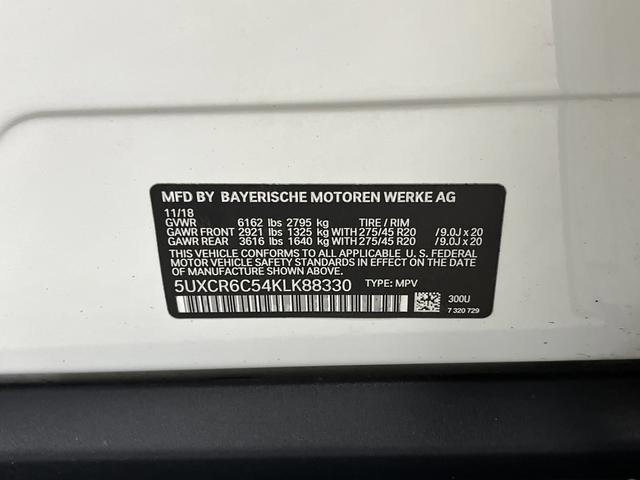 MFD BY BAYERISCHE MOTOREN WERKE AG
11/18
GVWR 6162 lbs 2795 kg TIRE / RIM
GAWR FRONT 2921 lbs 1325 kg WITH 275/45 R20 /9.0J x 20
GAWR REAR 3616 lbs 1640 kg WITH 275/45 R20 /9.0J x 20
THIS VEHICLE CONFORMS TO ALL APPLICABLE U. S. FEDERAL
MOTOR VEHICLE SAFETY STANDARDS IN EFFECT ON THE
DATE OF MANUFACTURE SHOWN ABOVE.
5UXCR6C54KLK88330 TYPE: MPV
300U
7 320 729